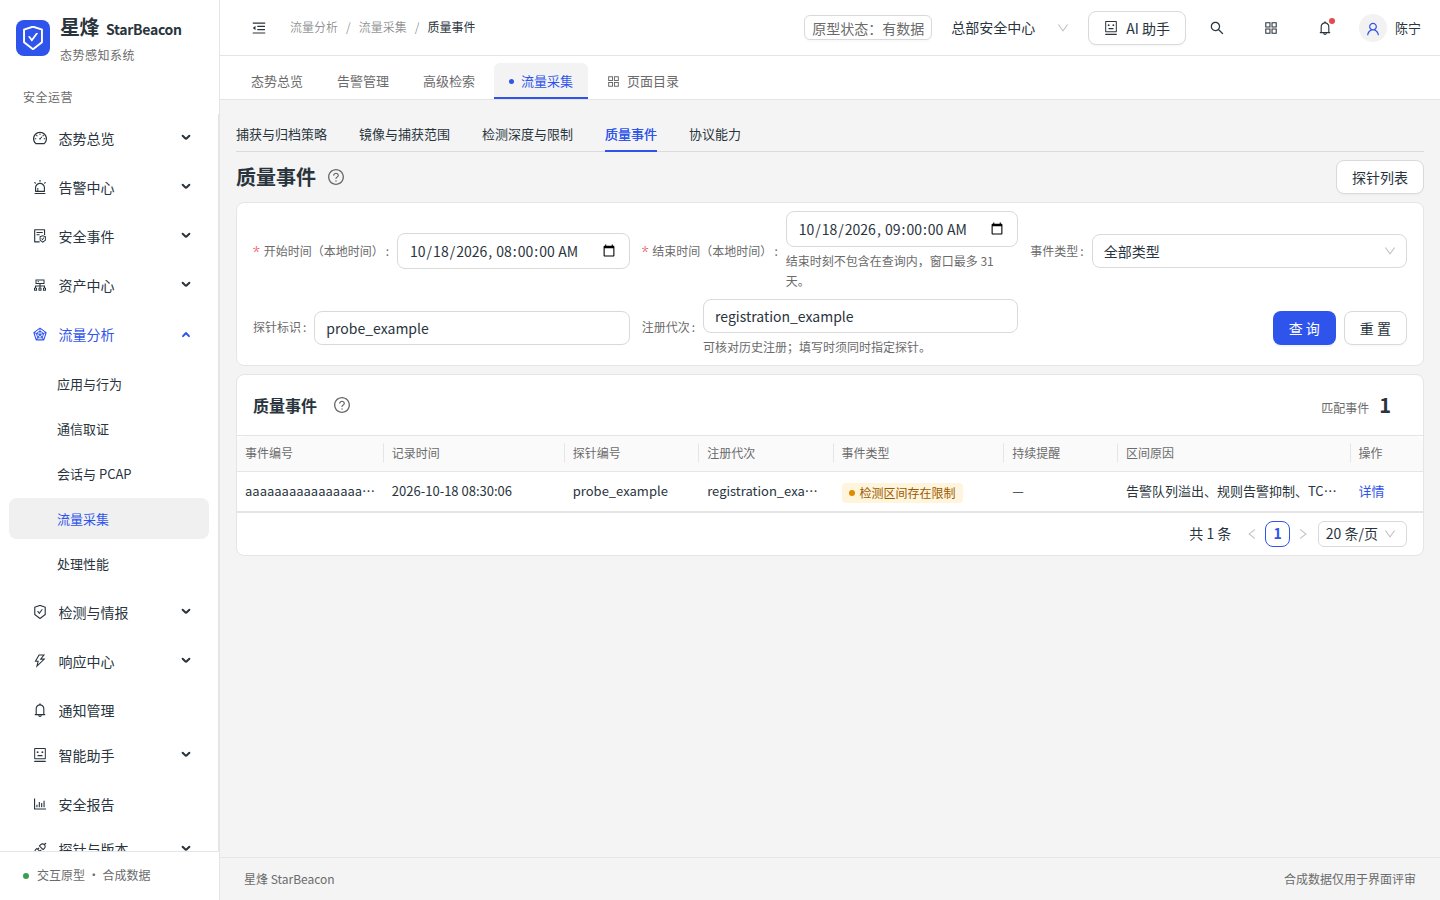 星烽 StarBeacon
态势感知系统
安全运营
态势总览
告警中心
安全事件
资产中心
流量分析
应用与行为
通信取证
会话与 PCAP
流量采集
处理性能
检测与情报
响应中心
通知管理
智能助手
安全报告
探针与版本
交互原型 · 合成数据
流量分析 / 流量采集 / 质量事件
原型状态：有数据
总部安全中心
AI 助手
陈宁
态势总览
告警管理
高级检索
流量采集
页面目录
捕获与归档策略
镜像与捕获范围
检测深度与限制
质量事件
协议能力
质量事件
探针列表
* 开始时间（本地时间）: 10/18/2026, 08:00:00 AM
* 结束时间（本地时间）: 10/18/2026, 09:00:00 AM
结束时刻不包含在查询内，窗口最多 31
天。
事件类型: 全部类型
探针标识: probe_example
注册代次: registration_example
可核对历史注册；填写时须同时指定探针。
查 询
重 置
质量事件
匹配事件 1
事件编号 记录时间 探针编号 注册代次 事件类型 持续提醒 区间原因 操作
aaaaaaaaaaaaaaaa… 2026-10-18 08:30:06 probe_example registration_exa… 检测区间存在限制 — 告警队列溢出、规则告警抑制、TC… 详情
共 1 条 1 20 条/页
星烽 StarBeacon
合成数据仅用于界面评审